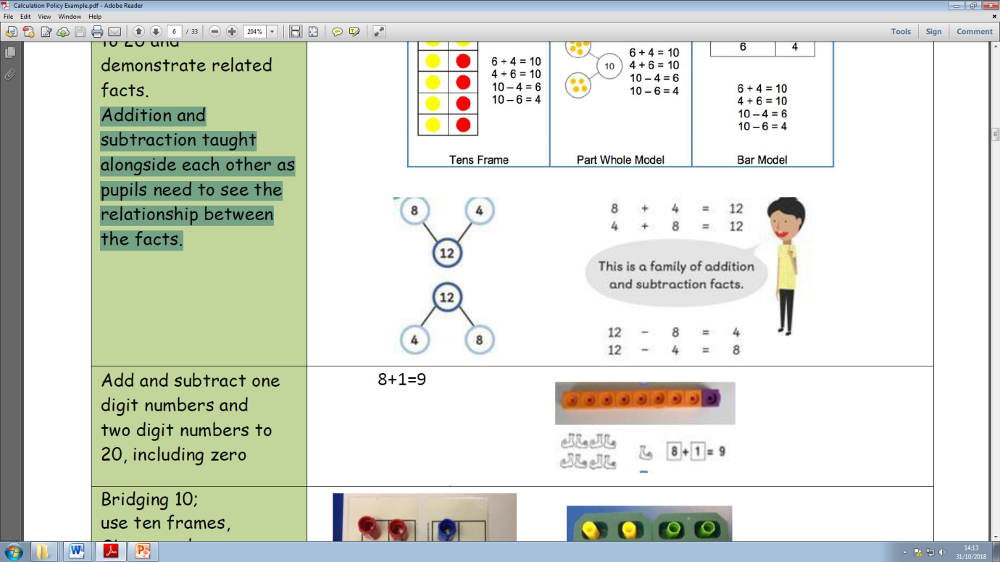 Calculation Policy Example.pdf - Adobe Reader
File Edit View Window Help
6 / 33
204%
Tools Sign Comment
to 20 and
demonstrate related
facts.
Addition and
subtraction taught
alongside each other as
pupils need to see the
relationship between
the facts.
6 + 4 = 10
4 + 6 = 10
10 – 4 = 6
10 – 6 = 4
Tens Frame
10
6 + 4 = 10
4 + 6 = 10
10 – 4 = 6
10 – 6 = 4
Part Whole Model
6 4
6 + 4 = 10
4 + 6 = 10
10 – 4 = 6
10 – 6 = 4
Bar Model
8 4
12
12
4 8
8 + 4 = 12
4 + 8 = 12
This is a family of addition
and subtraction facts.
12 - 8 = 4
12 - 4 = 8
Add and subtract one
digit numbers and
two digit numbers to
20, including zero
8+1=9
8 + 1 = 9
Bridging 10;
use ten frames,
14:13
31/10/2018